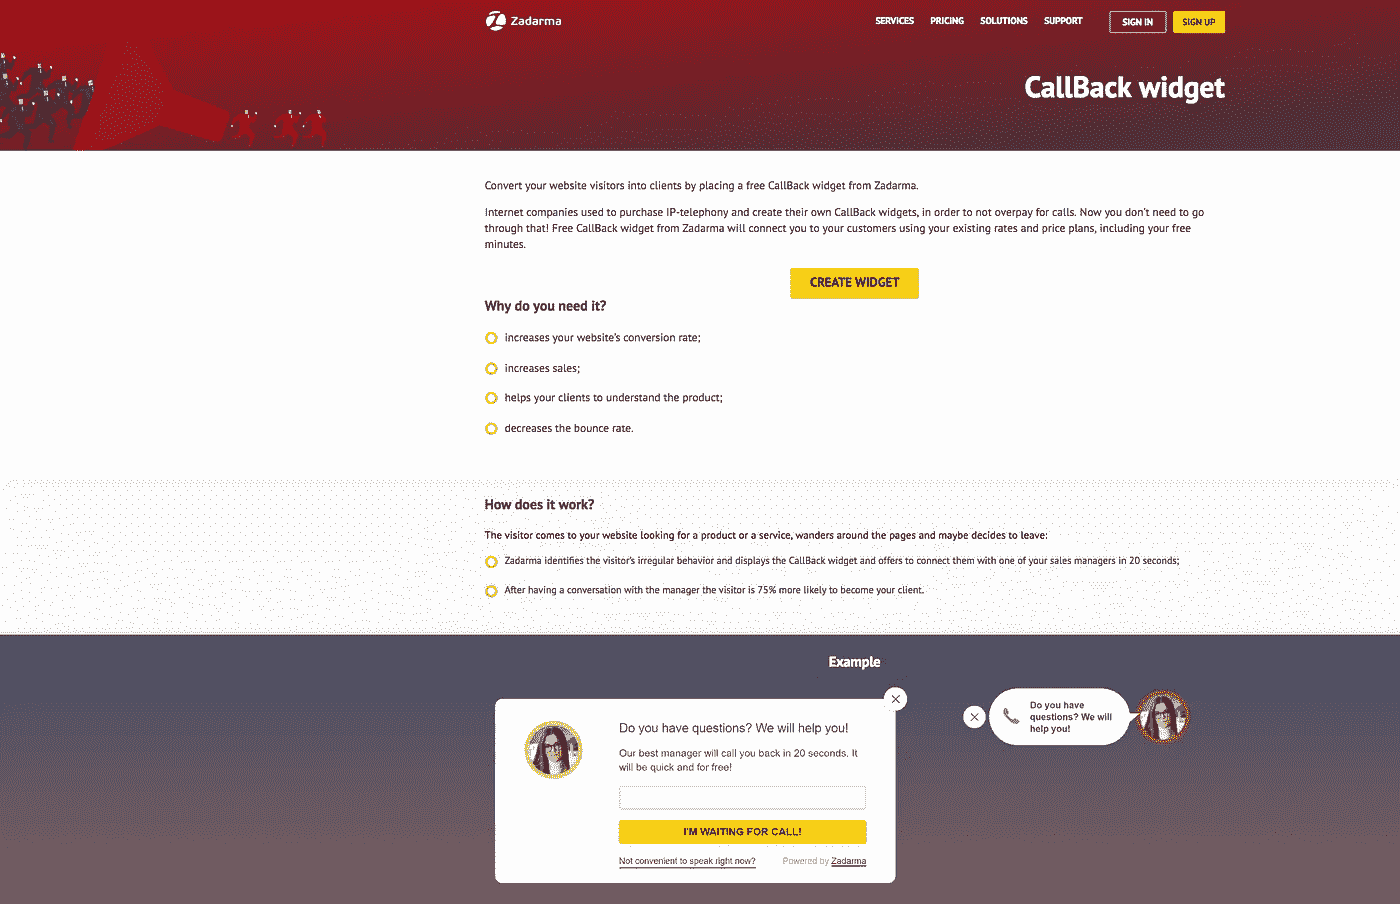 Zadarma
SERVICES PRICING SOLUTIONS SUPPORT SIGN IN SIGN UP
CallBack widget
Convert your website visitors into clients by placing a free CallBack widget from Zadarma.
Internet companies used to purchase IP-telephony and create their own CallBack widgets, in order to not overpay for calls. Now you don't need to go
through that! Free CallBack widget from Zadarma will connect you to your customers using your existing rates and price plans, including your free
minutes.
CREATE WIDGET
Why do you need it?
increases your website's conversion rate;
increases sales;
helps your clients to understand the product;
decreases the bounce rate.
How does it work?
The visitor comes to your website looking for a product or a service, wanders around the pages and maybe decides to leave:
Zadarma identifies the visitor's irregular behavior and displays the CallBack widget and offers to connect them with one of your sales managers in 20 seconds;
After having a conversation with the manager the visitor is 75% more likely to become your client.
Example
Do you have questions? We will help you!
Our best manager will call you back in 20 seconds. It
will be quick and for free!
I'M WAITING FOR CALL!
Not convenient to speak right now? Powered by Zadarma
Do you have
questions? We will
help you!